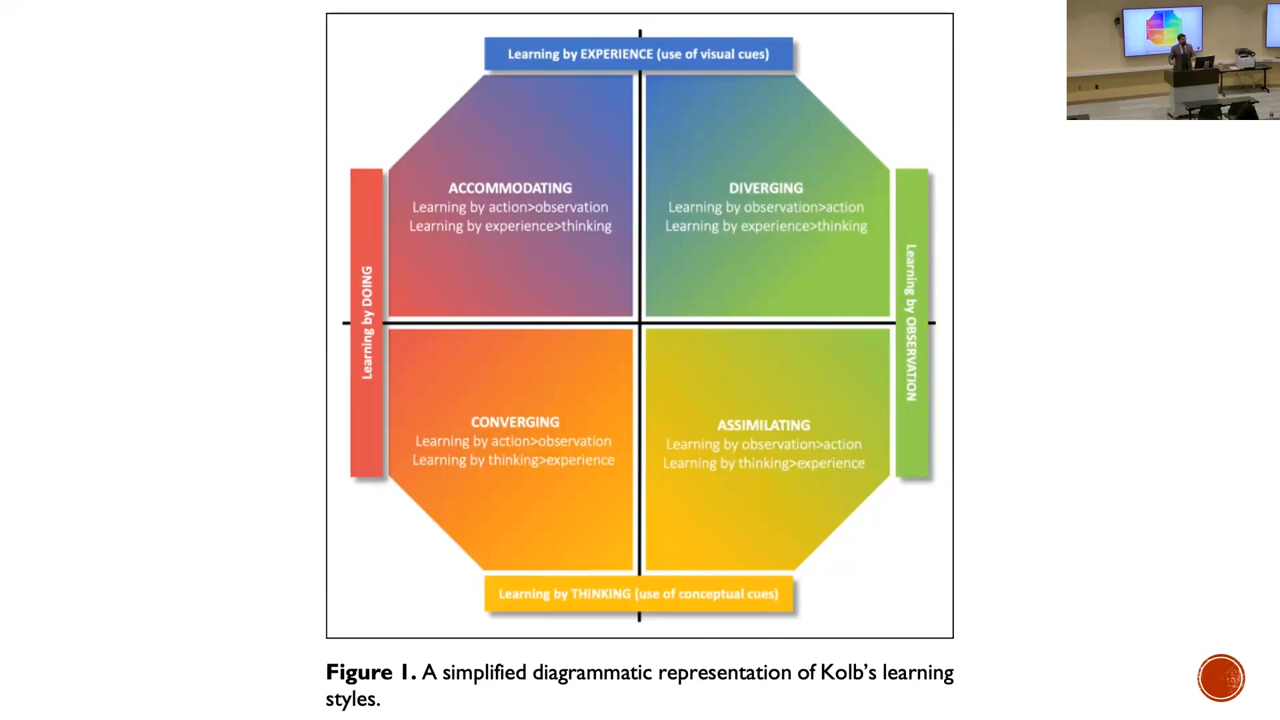 Learning by EXPERIENCE (use of visual cues)
ACCOMMODATING
Learning by action>observation
Learning by experience>thinking
DIVERGING
Learning by observation>action
Learning by experience>thinking
Learning by DOING
Learning by OBSERVATION
CONVERGING
Learning by action>observation
Learning by thinking>experience
ASSIMILATING
Learning by observation>action
Learning by thinking>experience
Learning by THINKING (use of conceptual cues)
Figure 1. A simplified diagrammatic representation of Kolb's learning
styles.